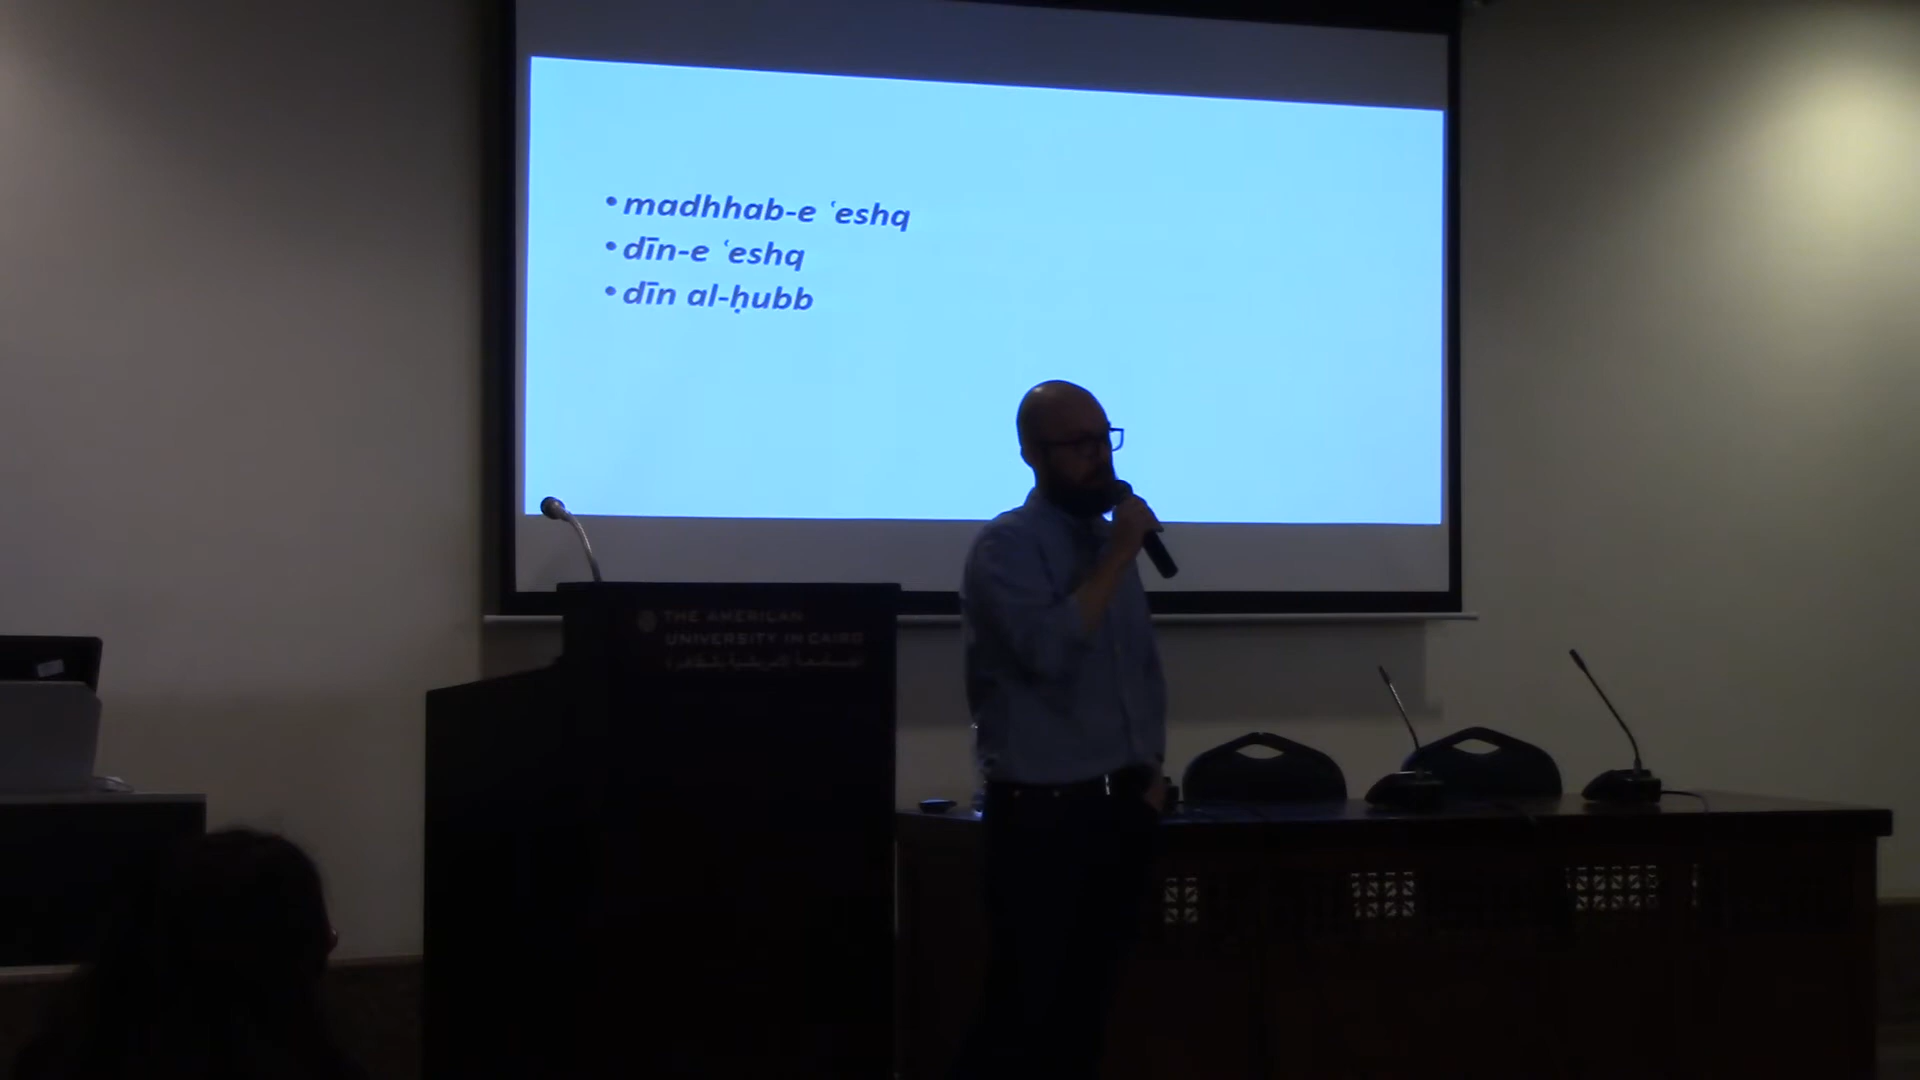 • madhhab-e ʿeshq
• dīn-e ʿeshq
• dīn al-ḥubb
THE AMERICAN
UNIVERSITY IN CAIRO